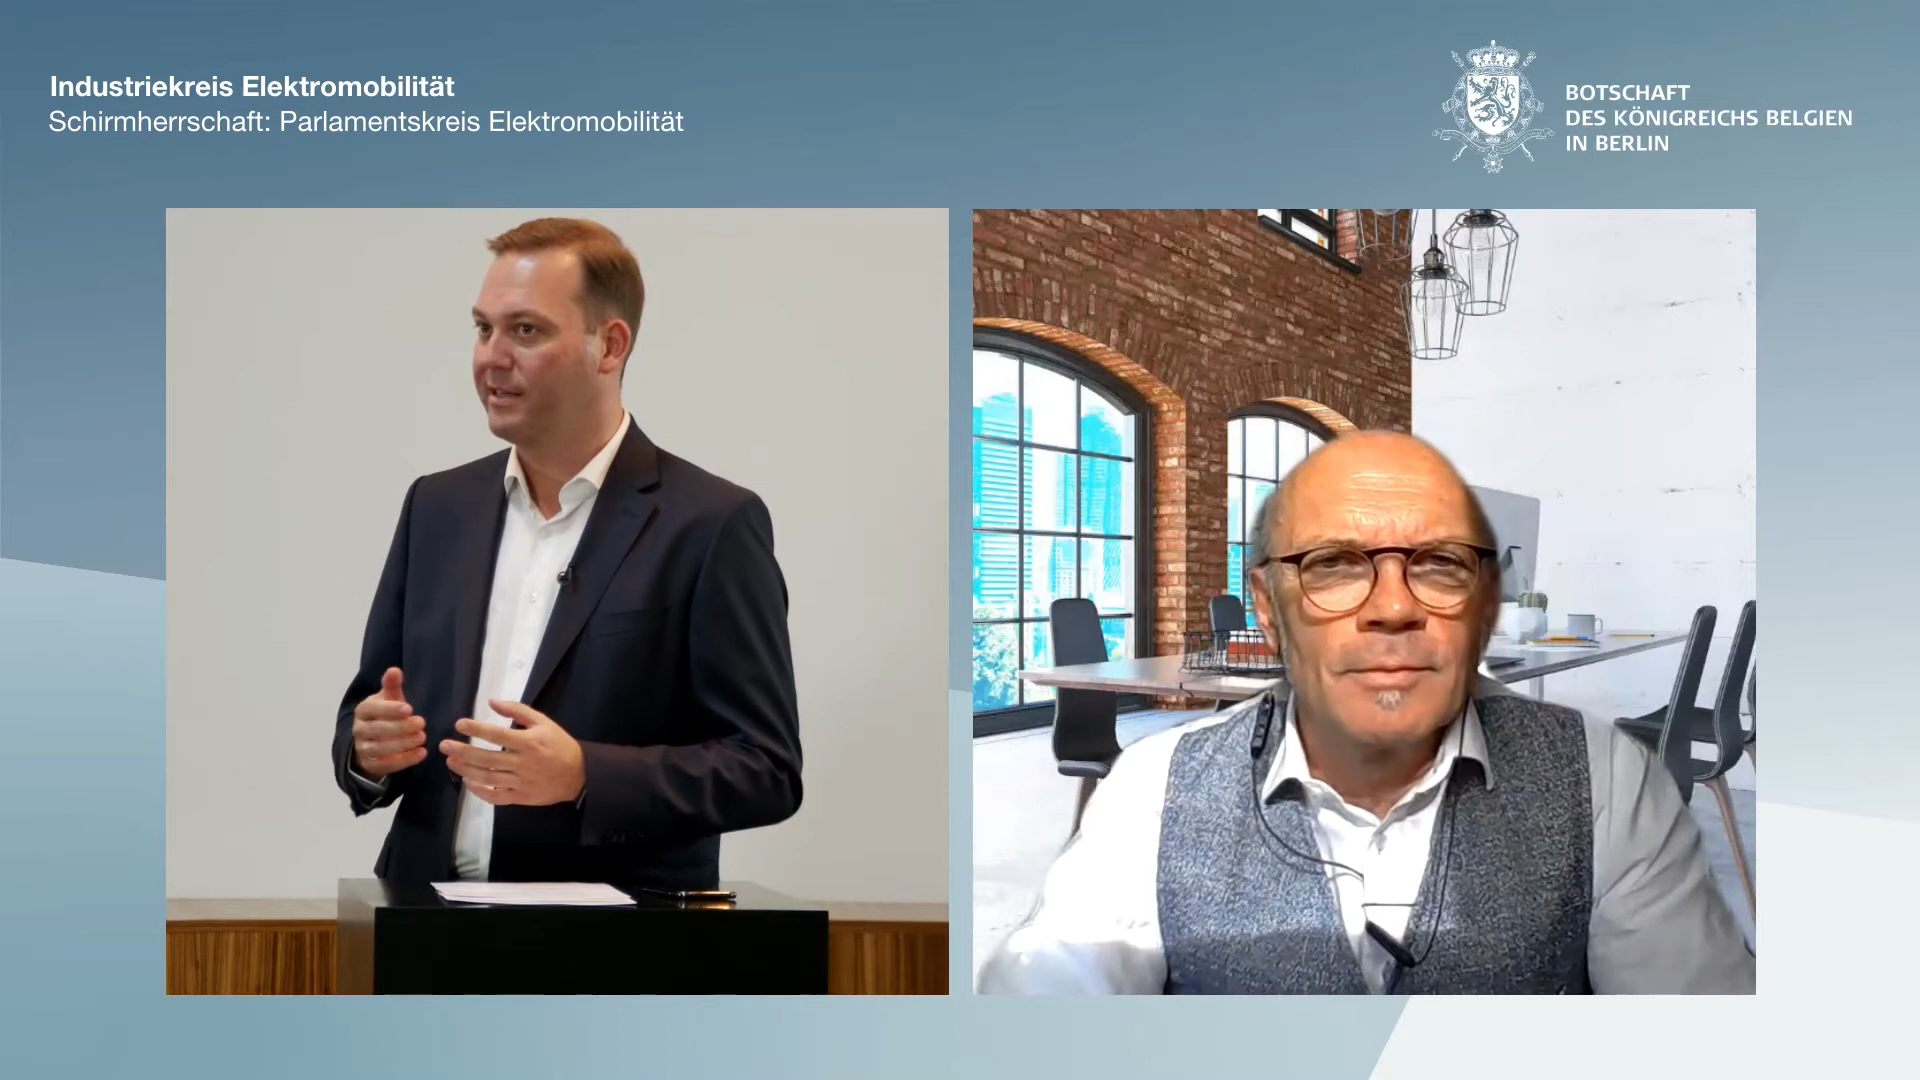 Industriekreis Elektromobilität
Schirmherrschaft: Parlamentskreis Elektromobilität
BOTSCHAFT
DES KÖNIGREICHS BELGIEN
IN BERLIN